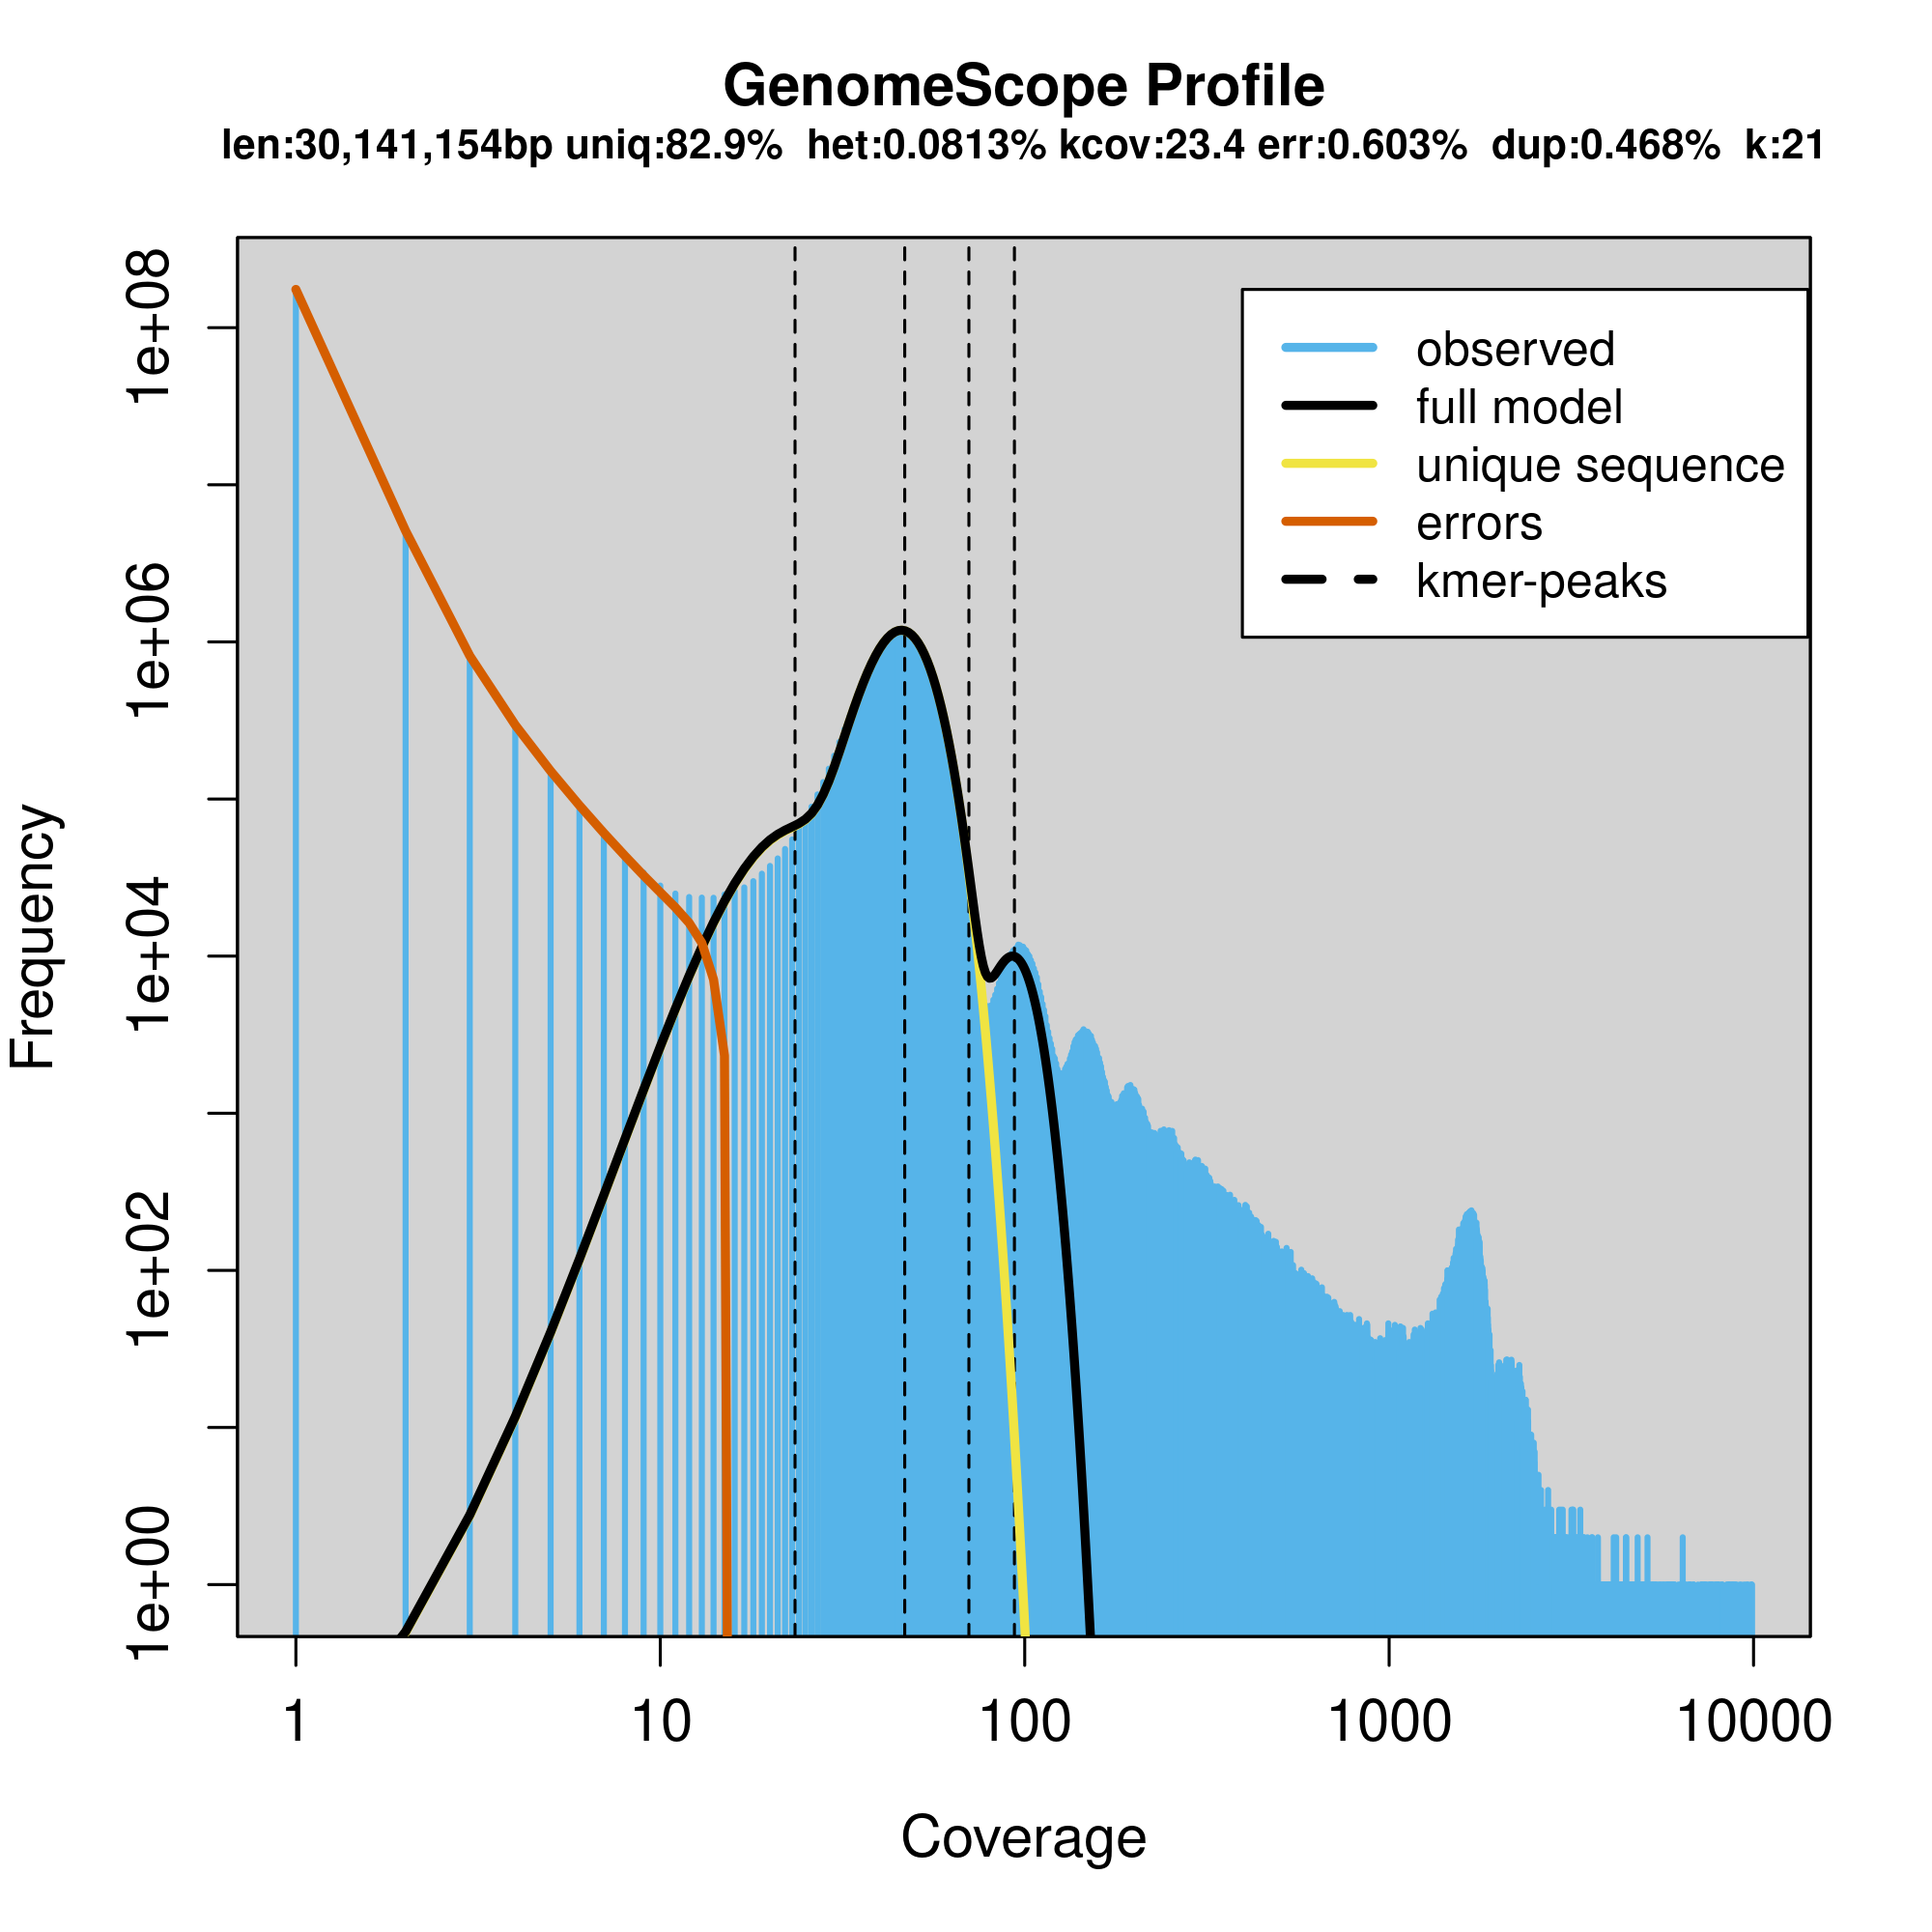 GenomeScope Profile
len:30,141,154bp uniq:82.9% het:0.0813% kcov:23.4 err:0.603% dup:0.468% k:21
observed
full model
unique sequence
errors
kmer-peaks
Frequency
1e+08
1e+06
1e+04
1e+02
1e+00
1 10 100 1000 10000
Coverage